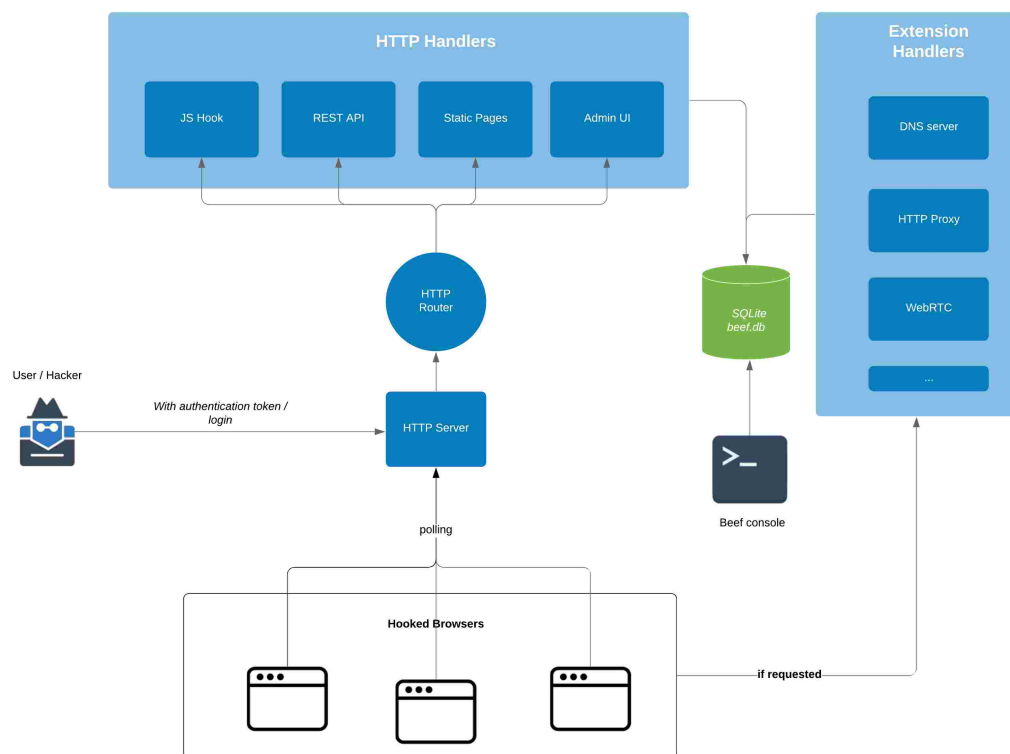 HTTP Handlers
Extension
Handlers
JS Hook
REST API
Static Pages
Admin UI
DNS server
HTTP Proxy
WebRTC
...
HTTP
Router
SQLite
beef.db
User / Hacker
With authentication token /
login
HTTP Server
>_
Beef console
polling
Hooked Browsers
if requested